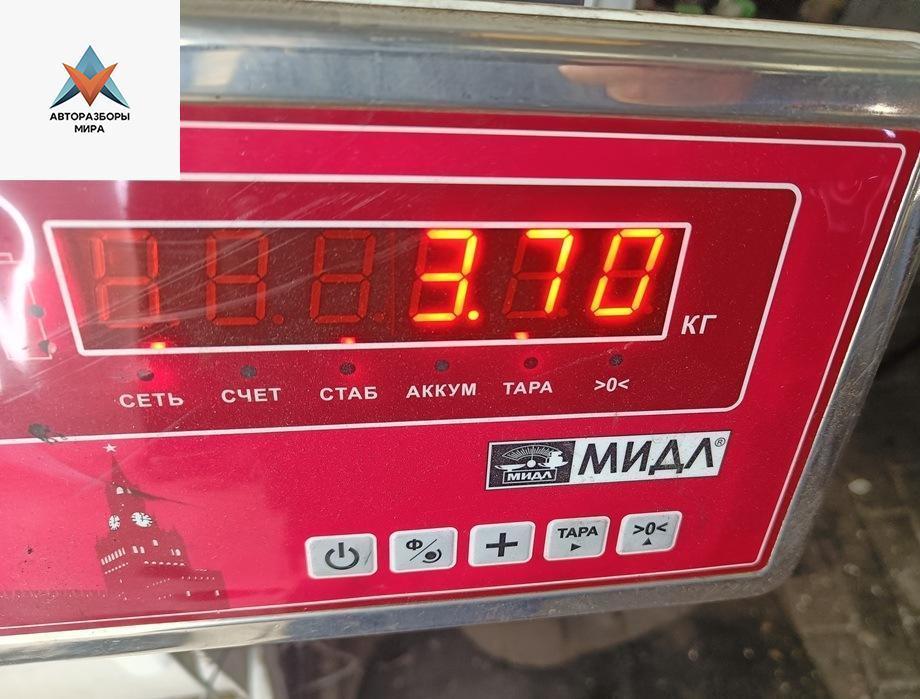 АВТОРАЗБОРЫ
МИРА
3.70
КГ
СЕТЬ СЧЕТ СТАБ АККУМ ТАРА >0<
МИДЛ МИДЛ®
Ф/ + ТАРА >0<